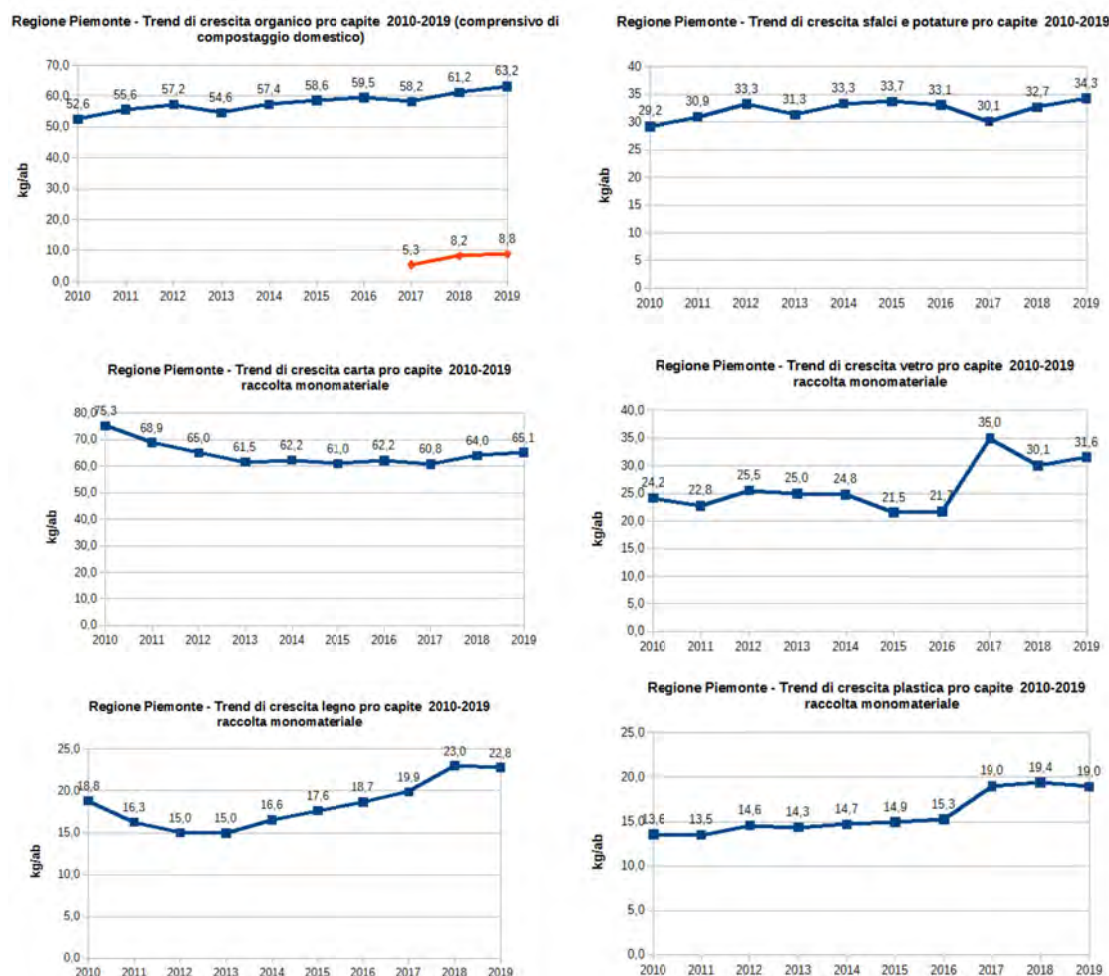 Regione Piemonte - Trend di crescita organico pro capite 2010-2019 (comprensivo di
compostaggio domestico)
70,0
60,0
50,0
40,0
30,0
20,0
10,0
0,0
kg/ab
52,6 55,6 57,2 54,6 57,4 58,6 59,5 58,2 61,2 63,2
5,3 8,2 8,8
2010 2011 2012 2013 2014 2015 2016 2017 2018 2019
Regione Piemonte - Trend di crescita sfalci e potature pro capite 2010-2019
40
35
30
25
20
15
10
5
0
kg/ab
29,2 30,9 33,3 31,3 33,3 33,7 33,1 30,1 32,7 34,3
2010 2011 2012 2013 2014 2015 2016 2017 2018 2019
Regione Piemonte - Trend di crescita carta pro capite 2010-2019
raccolta monomateriale
80,0
70,0
60,0
50,0
40,0
30,0
20,0
10,0
0,0
kg/ab
75,3 68,9 65,0 61,5 62,2 61,0 62,2 60,8 64,0 65,1
2010 2011 2012 2013 2014 2015 2016 2017 2018 2019
Regione Piemonte - Trend di crescita vetro pro capite 2010-2019
raccolta monomateriale
40,0
35,0
30,0
25,0
20,0
15,0
10,0
5,0
0,0
kg/ab
24,2 22,8 25,5 25,0 24,8 21,5 21,7 35,0 30,1 31,6
2010 2011 2012 2013 2014 2015 2016 2017 2018 2019
Regione Piemonte - Trend di crescita legno pro capite 2010-2019
raccolta monomateriale
25,0
20,0
15,0
10,0
5,0
0,0
kg/ab
18,8 16,3 15,0 15,0 16,6 17,6 18,7 19,9 23,0 22,8
2010 2011 2012 2013 2014 2015 2016 2017 2018 2019
Regione Piemonte - Trend di crescita plastica pro capite 2010-2019
raccolta monomateriale
25,0
20,0
15,0
10,0
5,0
0,0
kg/ab
13,6 13,5 14,6 14,3 14,7 14,9 15,3 19,0 19,4 19,0
2010 2011 2012 2013 2014 2015 2016 2017 2018 2019